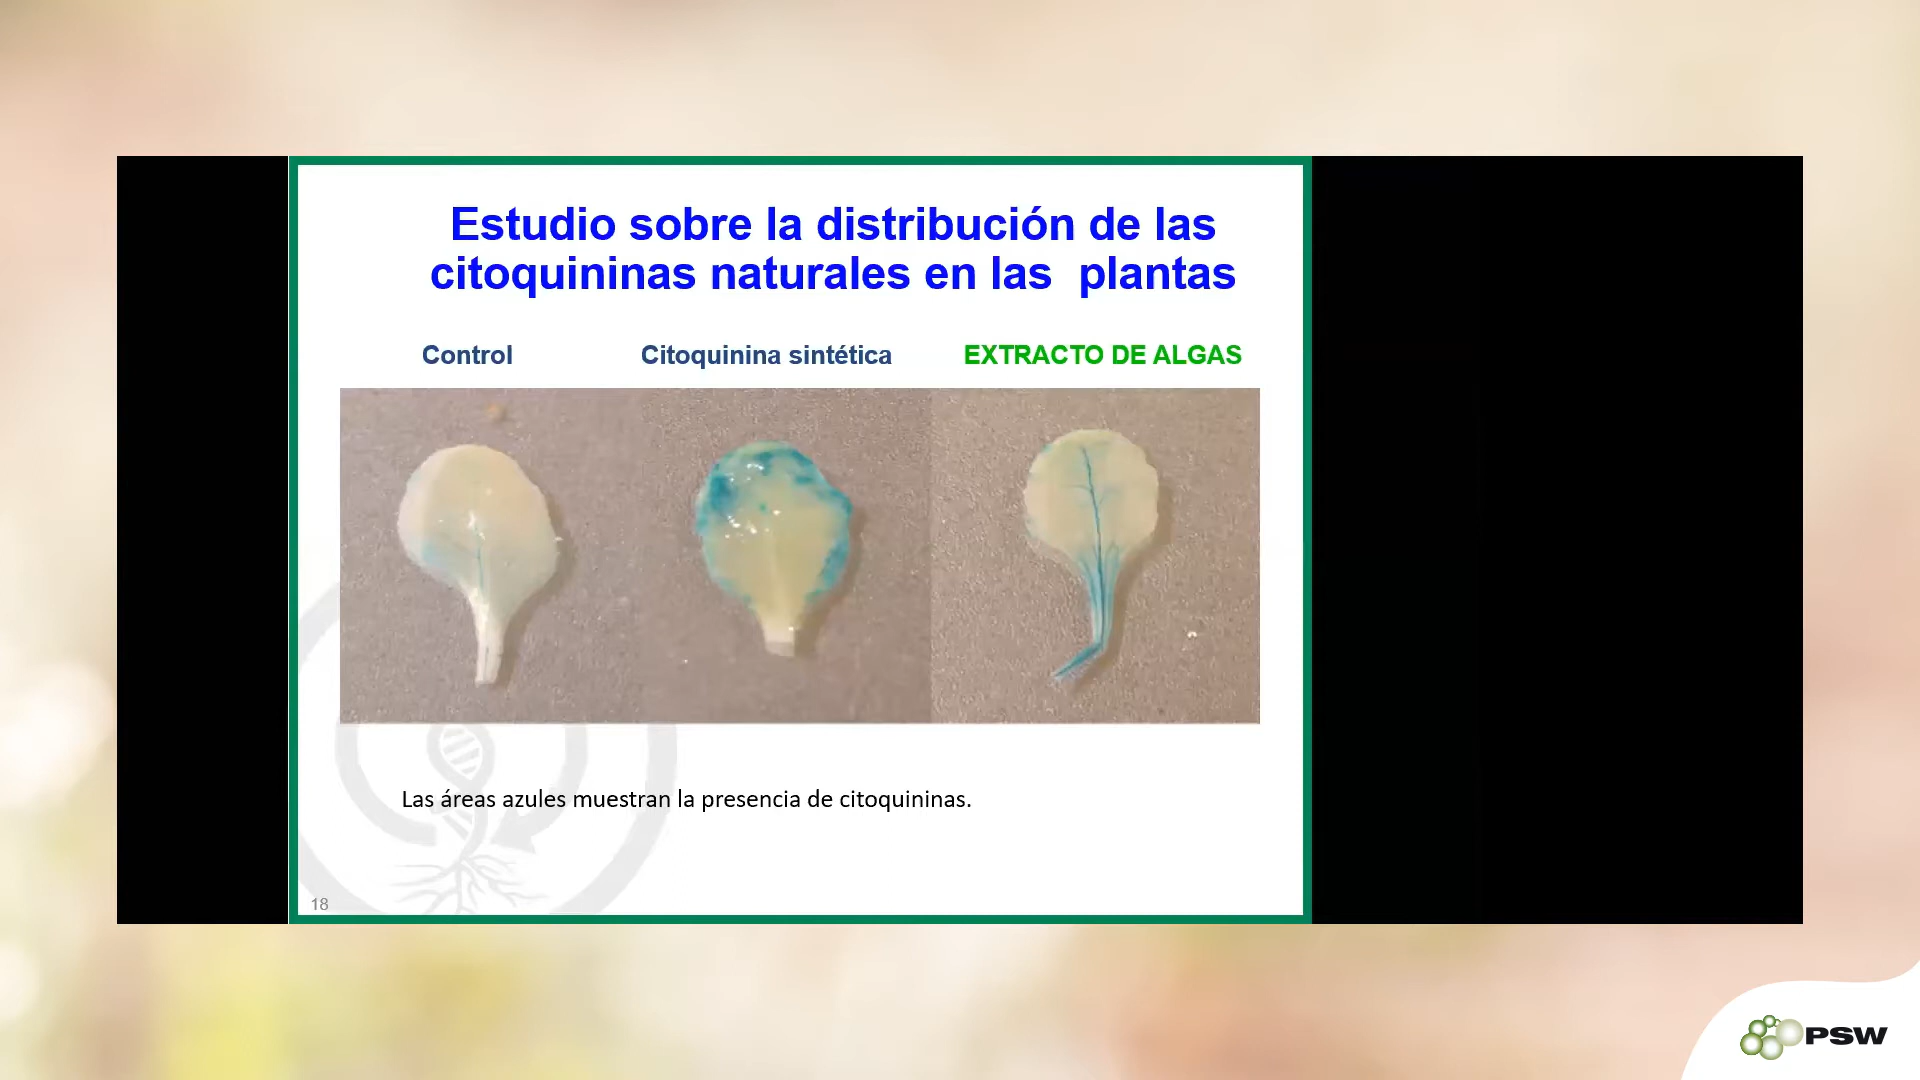 Estudio sobre la distribución de las
citoquininas naturales en las plantas
Control
Citoquinina sintética
EXTRACTO DE ALGAS
Las áreas azules muestran la presencia de citoquininas.
18
PSW